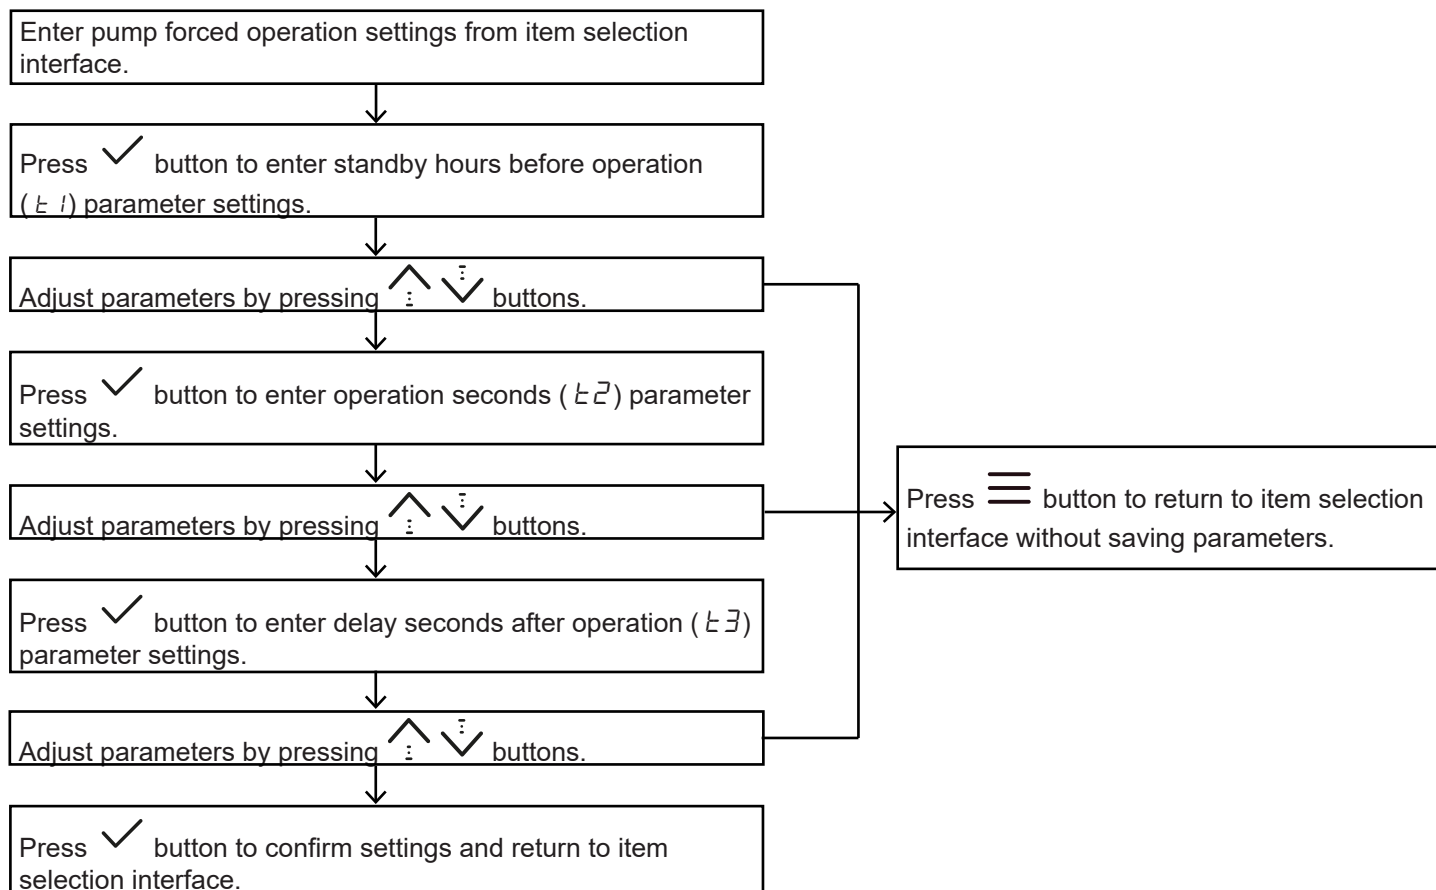 Enter pump forced operation settings from item selection
interface.
Press button to enter standby hours before operation
(t1) parameter settings.
Adjust parameters by pressing buttons.
Press button to enter operation seconds (t2) parameter
settings.
Adjust parameters by pressing buttons.
Press button to enter delay seconds after operation (t3)
parameter settings.
Adjust parameters by pressing buttons.
Press button to confirm settings and return to item
selection interface.
Press button to return to item selection
interface without saving parameters.